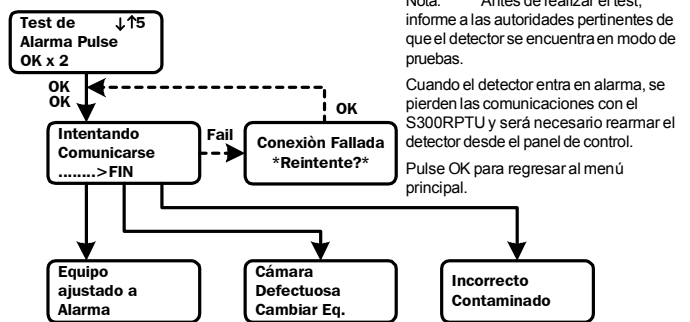 Test de ↓↑5
Alarma Pulse
OK x 2
OK
OK
OK
Intentando
Comunicarse
........>FIN
Fail
Conexiòn Fallada
*Reintente?*
Equipo
ajustado a
Alarma
Cámara
Defectuosa
Cambiar Eq.
Incorrecto
Contaminado
Nota: Antes de realizar el test,
informe a las autoridades pertinentes de
que el detector se encuentra en modo de
pruebas.
Cuando el detector entra en alarma, se
pierden las comunicaciones con el
S300RPTU y será necesario rearmar el
detector desde el panel de control.
Pulse OK para regresar al menú
principal.